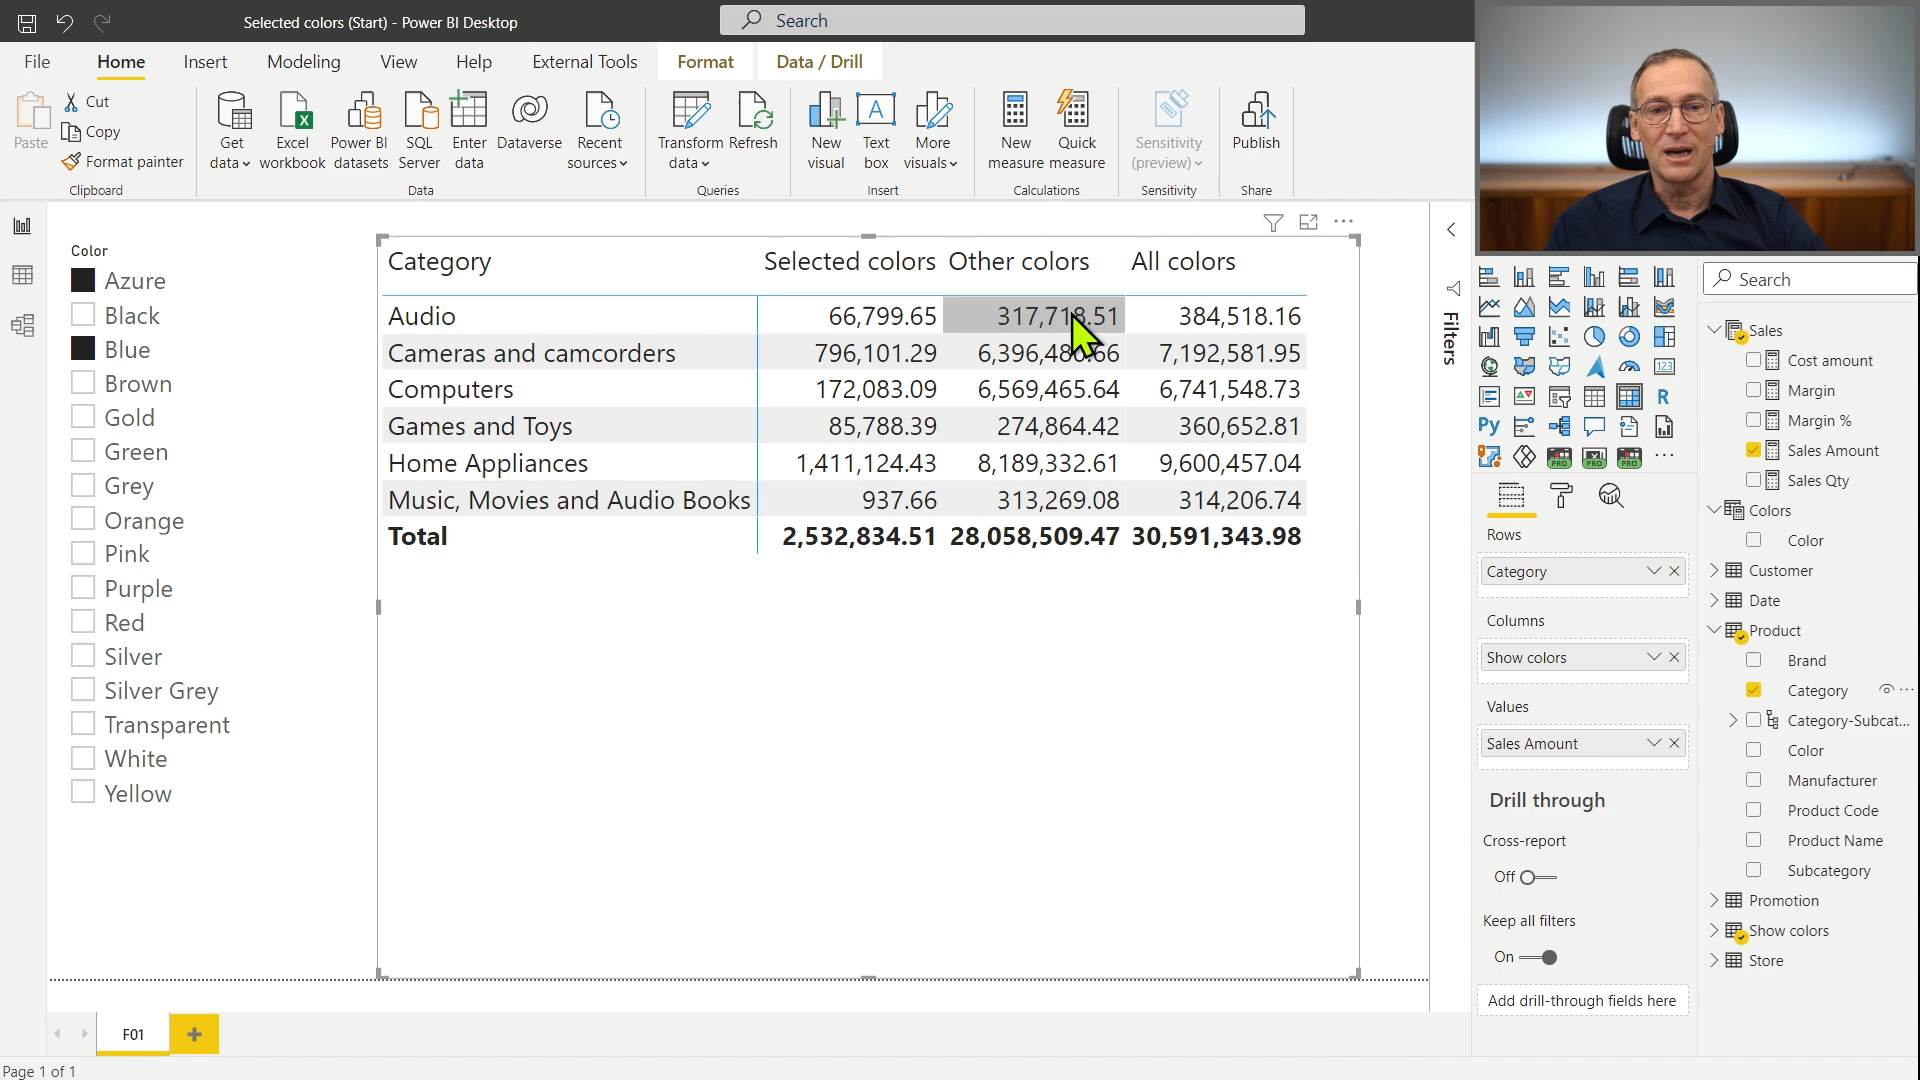 Selected colors (Start) - Power BI Desktop
Search
File Home Insert Modeling View Help External Tools Format Data / Drill
Paste
Cut
Copy
Format painter
Clipboard
Get data
Excel workbook
Power BI datasets
SQL Server
Enter data
Dataverse
Recent sources
Data
Transform data
Refresh
Queries
New visual
Text box
More visuals
Insert
New measure
Quick measure
Calculations
Sensitivity (preview)
Sensitivity
Publish
Share
Color
Azure
Black
Blue
Brown
Gold
Green
Grey
Orange
Pink
Purple
Red
Silver
Silver Grey
Transparent
White
Yellow
Category Selected colors Other colors All colors
Audio 66,799.65 317,718.51 384,518.16
Cameras and camcorders 796,101.29 7,192,581.95
Computers 172,083.09 6,569,465.64 6,741,548.73
Games and Toys 85,788.39 274,864.42 360,652.81
Home Appliances 1,411,124.43 8,189,332.61 9,600,457.04
Music, Movies and Audio Books 937.66 313,269.08 314,206.74
Total 2,532,834.51 28,058,509.47 30,591,343.98
Filters
123
R
Py
PRO
PRO
PRO
Rows
Category
Columns
Show colors
Values
Sales Amount
Drill through
Cross-report
Off
Keep all filters
On
Add drill-through fields here
Search
Sales
Cost amount
Margin
Margin %
Sales Amount
Sales Qty
Colors
Color
Customer
Date
Product
Brand
Category
Category-Subcat...
Color
Manufacturer
Product Code
Product Name
Subcategory
Promotion
Show colors
Store
F01
Page 1 of 1